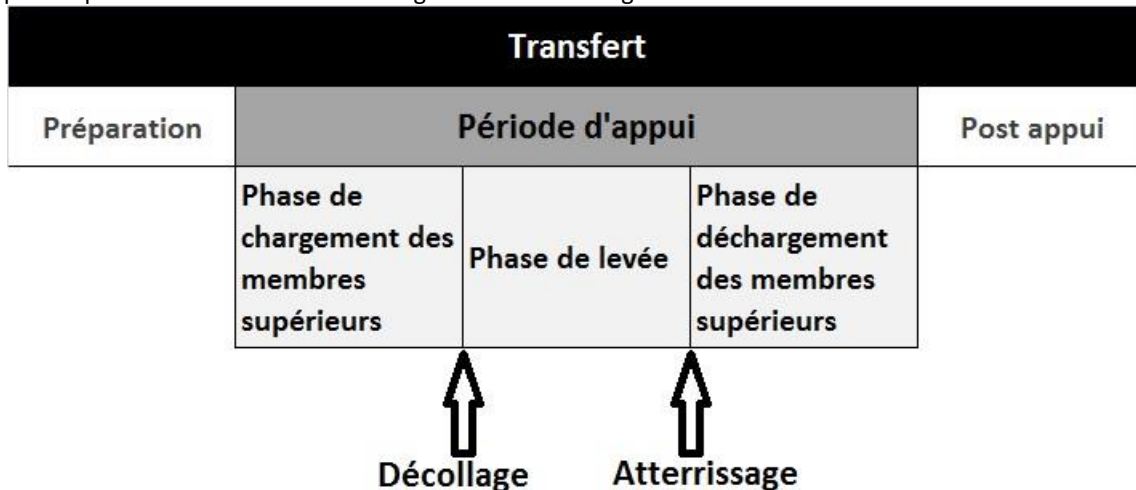 Transfert
Préparation
Période d'appui
Post appui
Phase de
chargement des
membres
supérieurs
Phase de levée
Phase de
déchargement
des membres
supérieurs
Décollage
Atterrissage